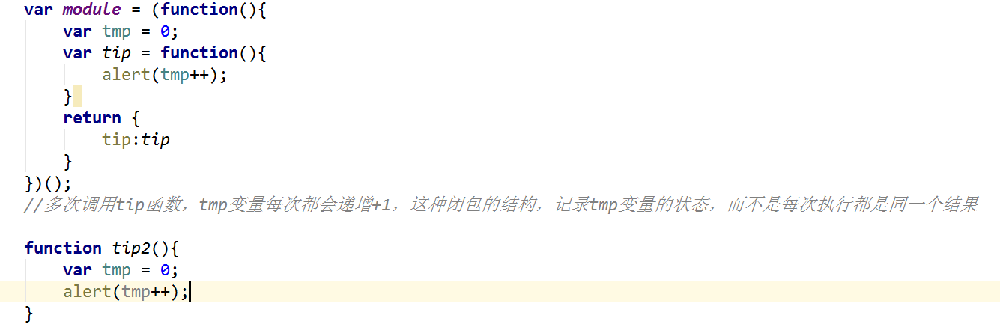 var module = (function(){
    var tmp = 0;
    var tip = function(){
        alert(tmp++);
    }
    return {
        tip:tip
    }
})();
//多次调用tip函数，tmp变量每次都会递增+1，这种闭包的结构，记录tmp变量的状态，而不是每次执行都是同一个结果
function tip2(){
    var tmp = 0;
    alert(tmp++);
}